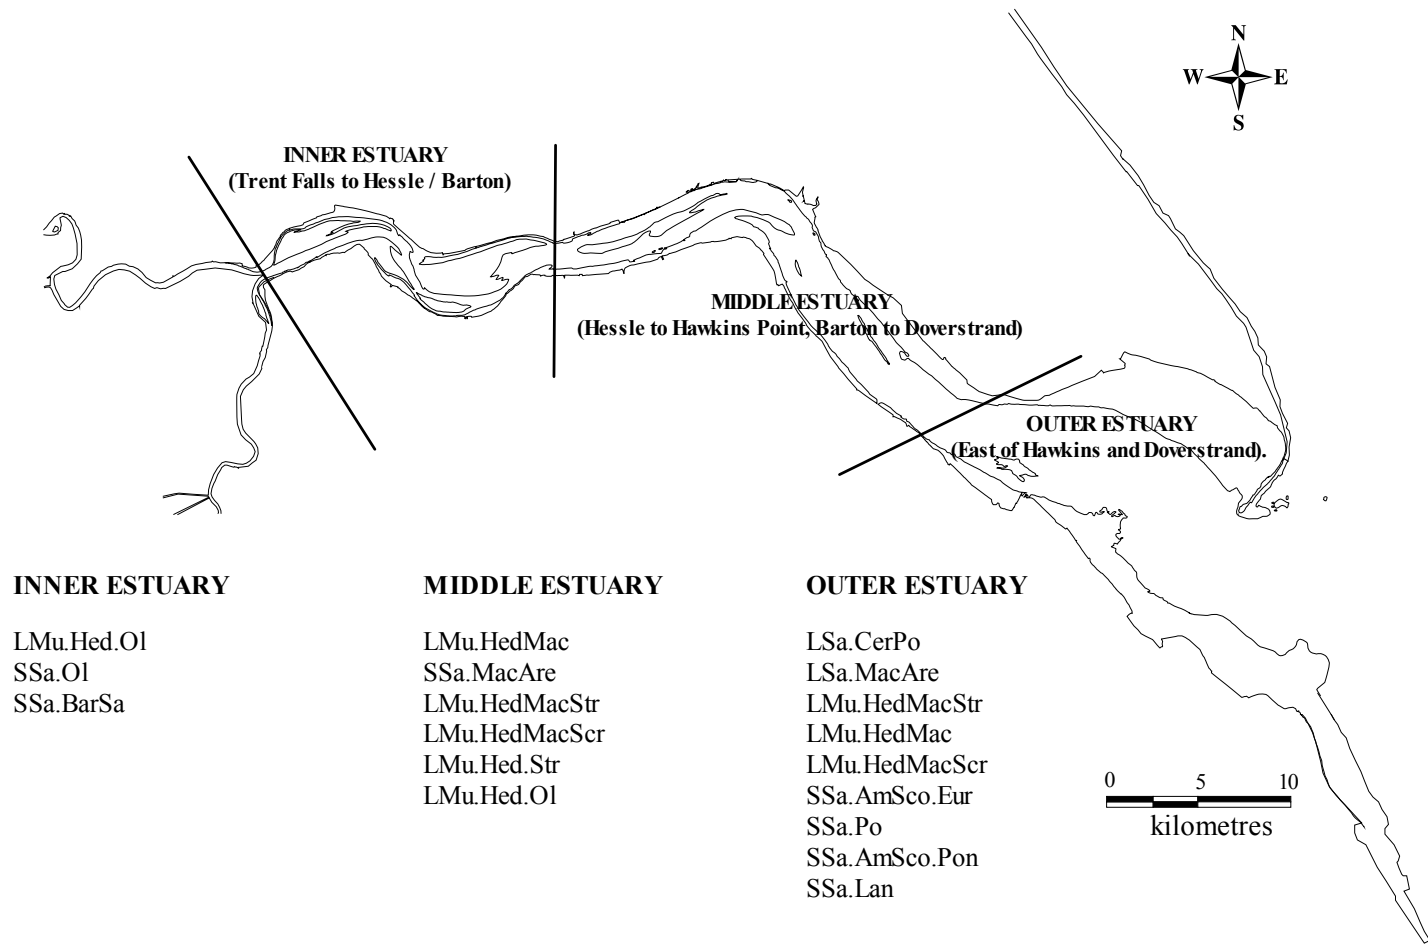 N
W E
S
INNER ESTUARY
(Trent Falls to Hessle / Barton)
MIDDLE ESTUARY
(Hessle to Hawkins Point, Barton to Doverstrand)
OUTER ESTUARY
(East of Hawkins and Doverstrand).
INNER ESTUARY
LMu.Hed.Ol
SSa.Ol
SSa.BarSa
MIDDLE ESTUARY
LMu.HedMac
SSa.MacAre
LMu.HedMacStr
LMu.HedMacScr
LMu.Hed.Str
LMu.Hed.Ol
OUTER ESTUARY
LSa.CerPo
LSa.MacAre
LMu.HedMacStr
LMu.HedMac
LMu.HedMacScr
SSa.AmSco.Eur
SSa.Po
SSa.AmSco.Pon
SSa.Lan
0 5 10
kilometres